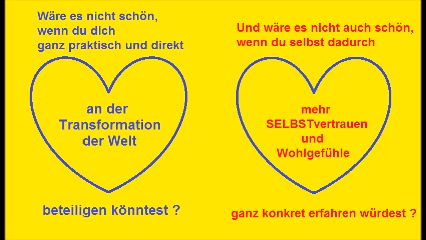 Wäre es nicht schön,
wenn du dich
ganz praktisch und direkt
an der
Transformation
der Welt
beteiligen könntest ?
Und wäre es nicht auch schön,
wenn du selbst dadurch
mehr
SELBSTvertrauen
und
Wohlgefühle
ganz konkret erfahren würdest ?